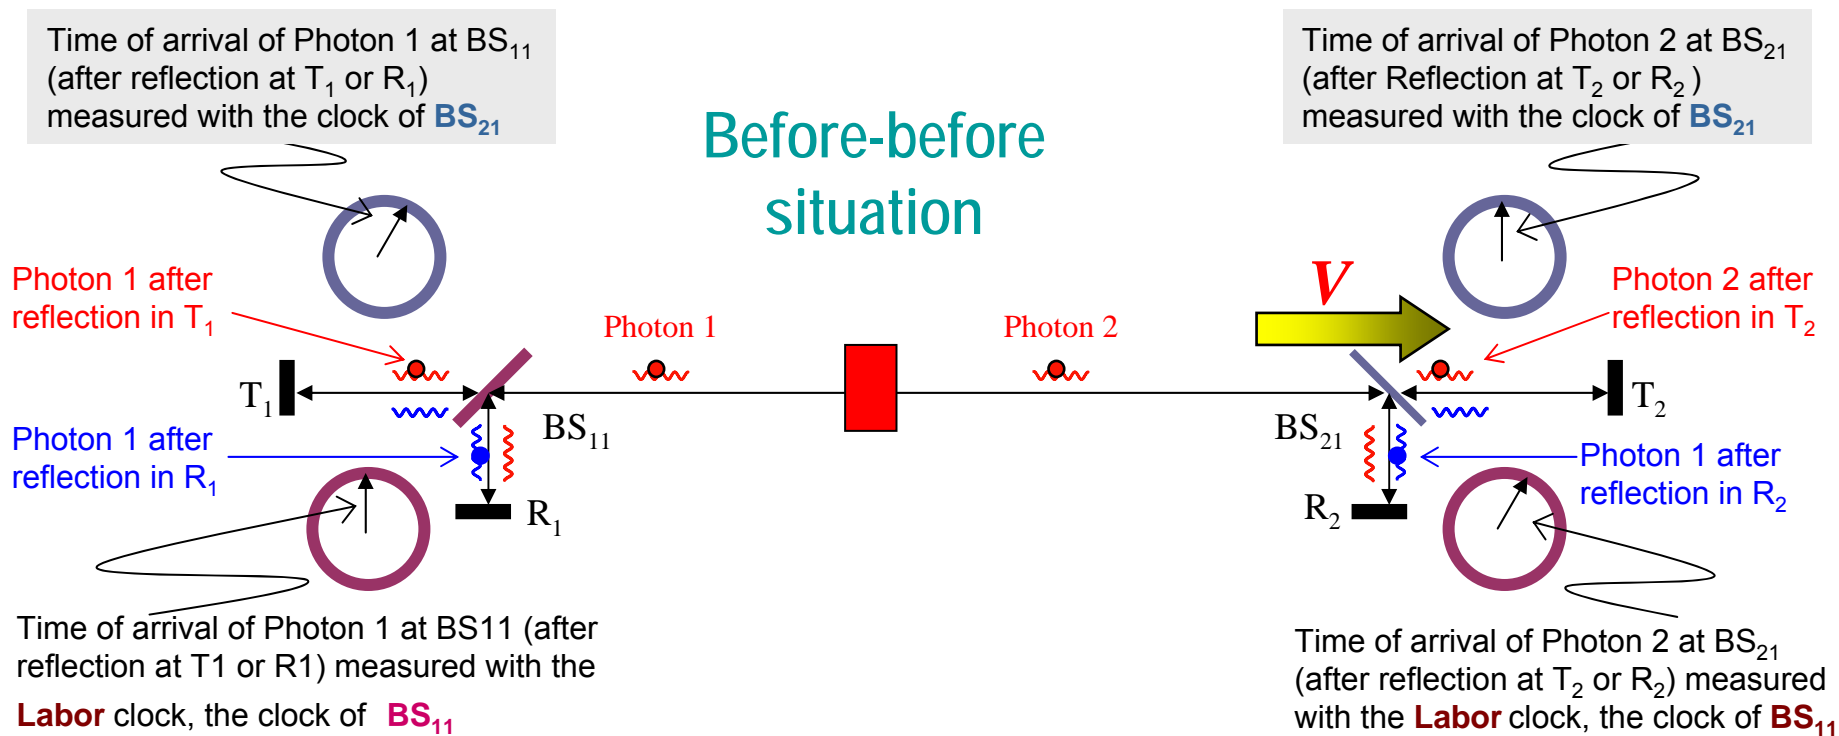 Time of arrival of Photon 1 at BS11
(after reflection at T1 or R1)
measured with the clock of BS21
Time of arrival of Photon 2 at BS21
(after Reflection at T2 or R2 )
measured with the clock of BS21
Before-before
situation
Photon 1 after
reflection in T1
Photon 1
Photon 2
V
Photon 2 after
reflection in T2
T1
BS11
BS21
T2
Photon 1 after
reflection in R1
R1
R2
Photon 1 after
reflection in R2
Time of arrival of Photon 1 at BS11 (after
reflection at T1 or R1) measured with the
Labor clock, the clock of BS11
Time of arrival of Photon 2 at BS21
(after reflection at T2 or R2) measured
with the Labor clock, the clock of BS11